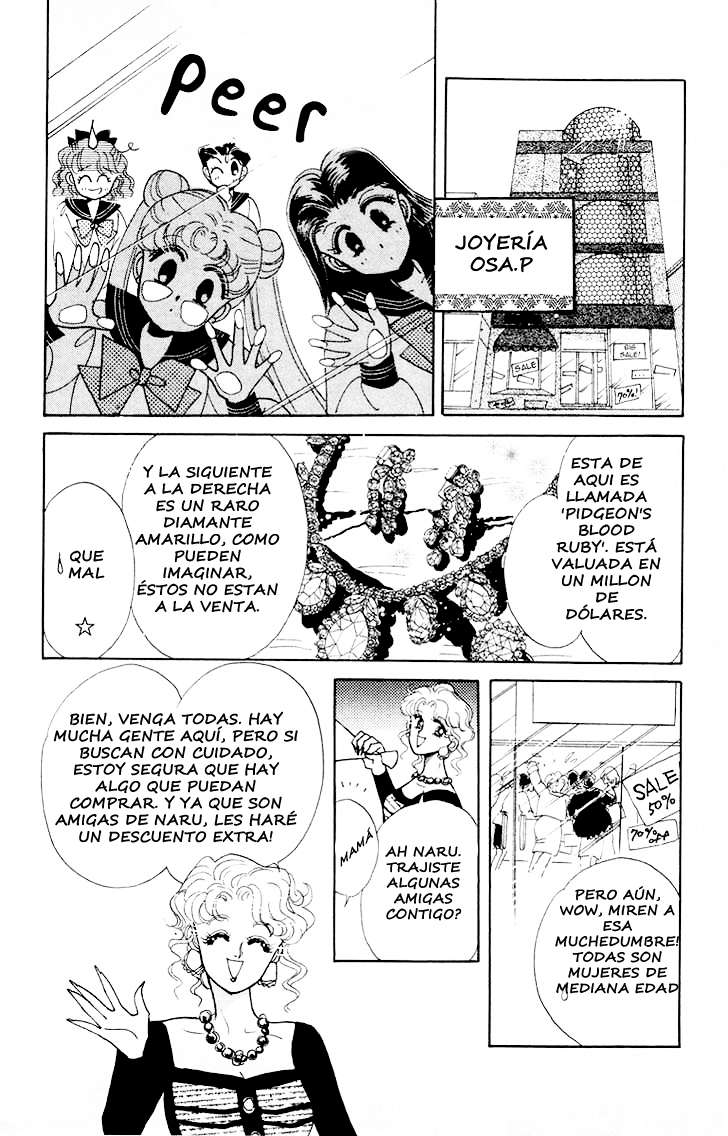 JOYERÍA
OSA.P
BIG
SALE!
SALE
70%!
peer
ESTA DE
AQUI ES
LLAMADA
'PIDGEON'S
BLOOD
RUBY'. ESTÁ
VALUADA EN
UN MILLON
DE
DÓLARES.
Y LA SIGUIENTE
A LA DERECHA
ES UN RARO
DIAMANTE
AMARILLO, COMO
PUEDEN
IMAGINAR,
ÉSTOS NO ESTAN
A LA VENTA.
QUE
MAL
☆
SALE
50%
70% OFF
PERO AÚN,
WOW, MIREN A
ESA
MUCHEDUMBRE!
TODAS SON
MUJERES DE
MEDIANA EDAD
MAMÁ
AH NARU.
TRAJISTE
ALGUNAS
AMIGAS
CONTIGO?
BIEN, VENGA TODAS. HAY
MUCHA GENTE AQUÍ, PERO SI
BUSCAN CON CUIDADO,
ESTOY SEGURA QUE HAY
ALGO QUE PUEDAN
COMPRAR. Y YA QUE SON
AMIGAS DE NARU, LES HARÉ
UN DESCUENTO EXTRA!